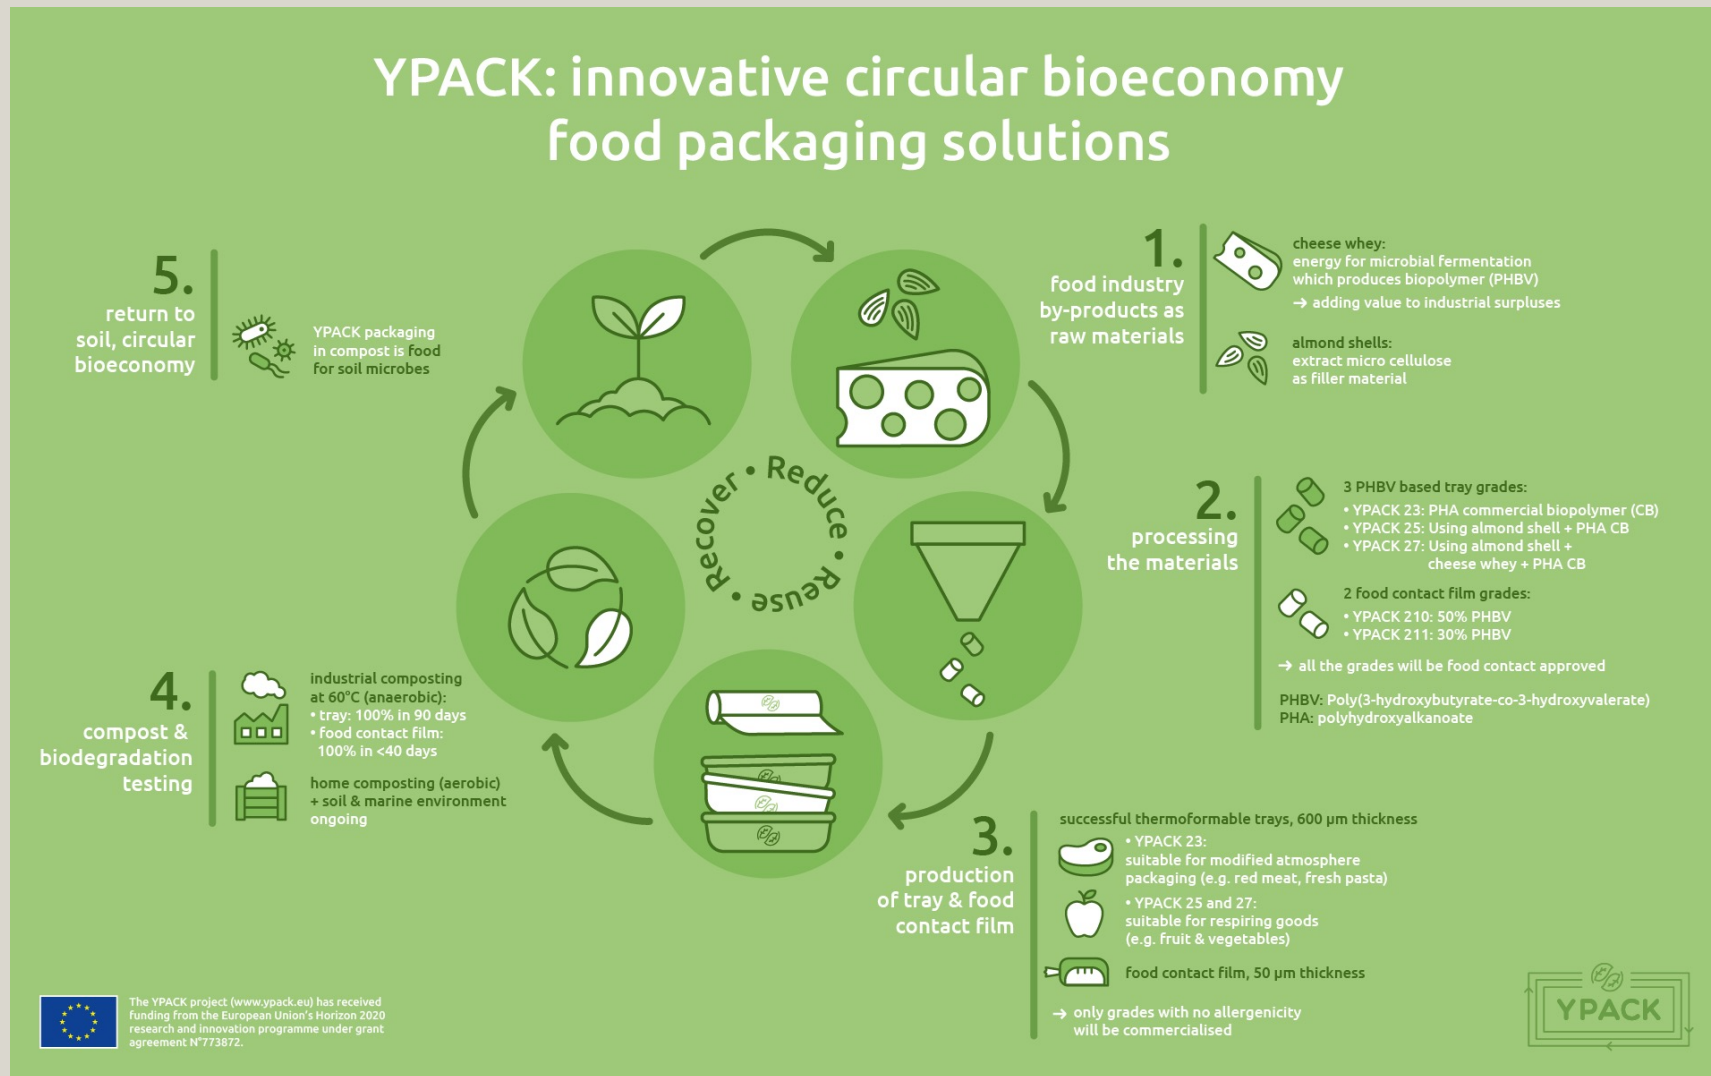 YPACK: innovative circular bioeconomy
food packaging solutions
1.
food industry
by-products as
raw materials
cheese whey:
energy for microbial fermentation
which produces biopolymer (PHBV)
→ adding value to industrial surpluses
almond shells:
extract micro cellulose
as filler material
2.
processing
the materials
3 PHBV based tray grades:
• YPACK 23: PHA commercial biopolymer (CB)
• YPACK 25: Using almond shell + PHA CB
• YPACK 27: Using almond shell +
cheese whey + PHA CB
2 food contact film grades:
• YPACK 210: 50% PHBV
• YPACK 211: 30% PHBV
→ all the grades will be food contact approved
PHBV: Poly(3-hydroxybutyrate-co-3-hydroxyvalerate)
PHA: polyhydroxyalkanoate
3.
production
of tray & food
contact film
successful thermoformable trays, 600 µm thickness
• YPACK 23:
suitable for modified atmosphere
packaging (e.g. red meat, fresh pasta)
• YPACK 25 and 27:
suitable for respiring goods
(e.g. fruit & vegetables)
food contact film, 50 µm thickness
→ only grades with no allergenicity
will be commercialised
4.
compost &
biodegradation
testing
industrial composting
at 60°C (anaerobic):
• tray: 100% in 90 days
• food contact film:
100% in <40 days
home composting (aerobic)
+ soil & marine environment
ongoing
5.
return to
soil, circular
bioeconomy
YPACK packaging
in compost is food
for soil microbes
• Reduce • Reuse • Recover
The YPACK project (www.ypack.eu) has received
funding from the European Union's Horizon 2020
research and innovation programme under grant
agreement N°773872.
YPACK